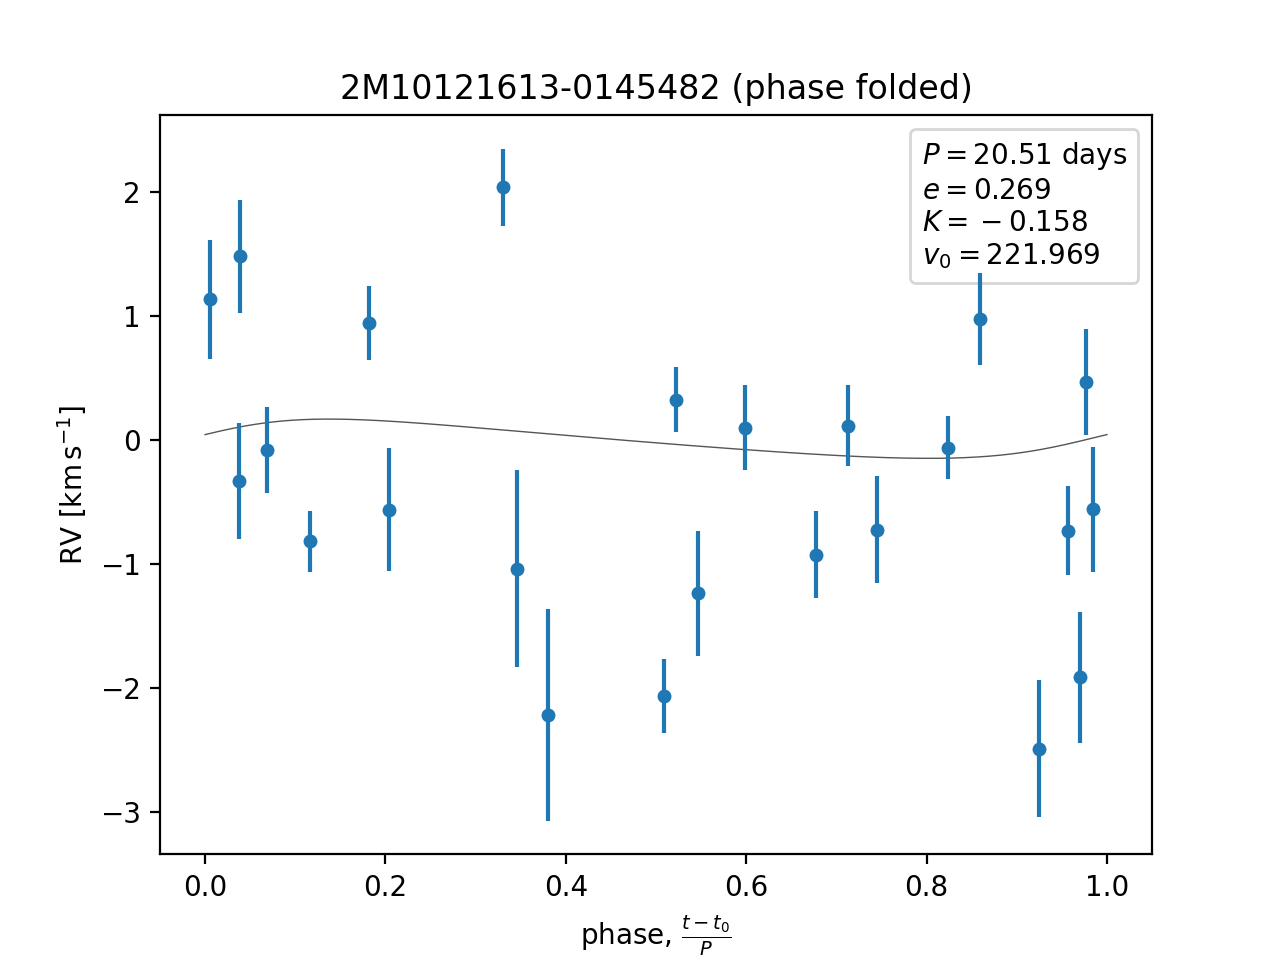 2M10121613-0145482 (phase folded)
P = 20.51 days
e = 0.269
K = −0.158
v₀ = 221.969
RV [km s⁻¹]
2
1
0
−1
−2
−3
0.0 0.2 0.4 0.6 0.8 1.0
phase, (t − t₀)/P